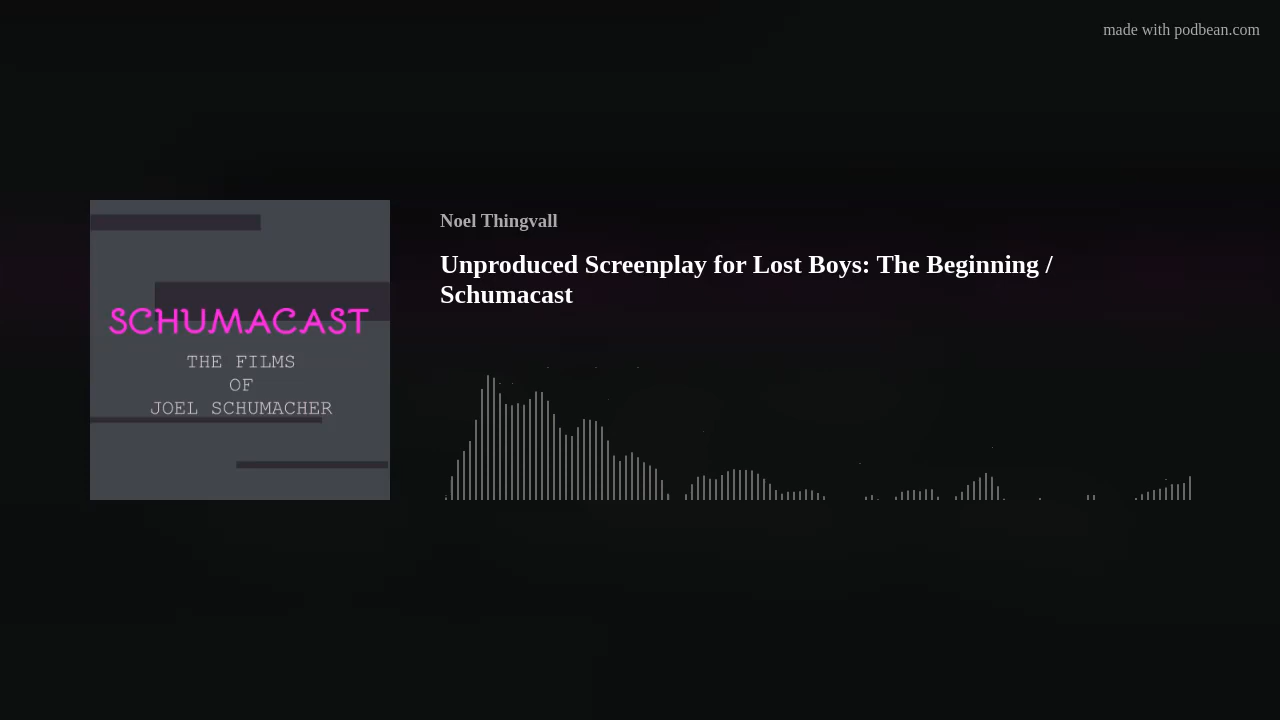 made with podbean.com
Noel Thingvall
Unproduced Screenplay for Lost Boys: The Beginning /
Schumacast
SCHUMACAST
THE FILMS
OF
JOEL SCHUMACHER